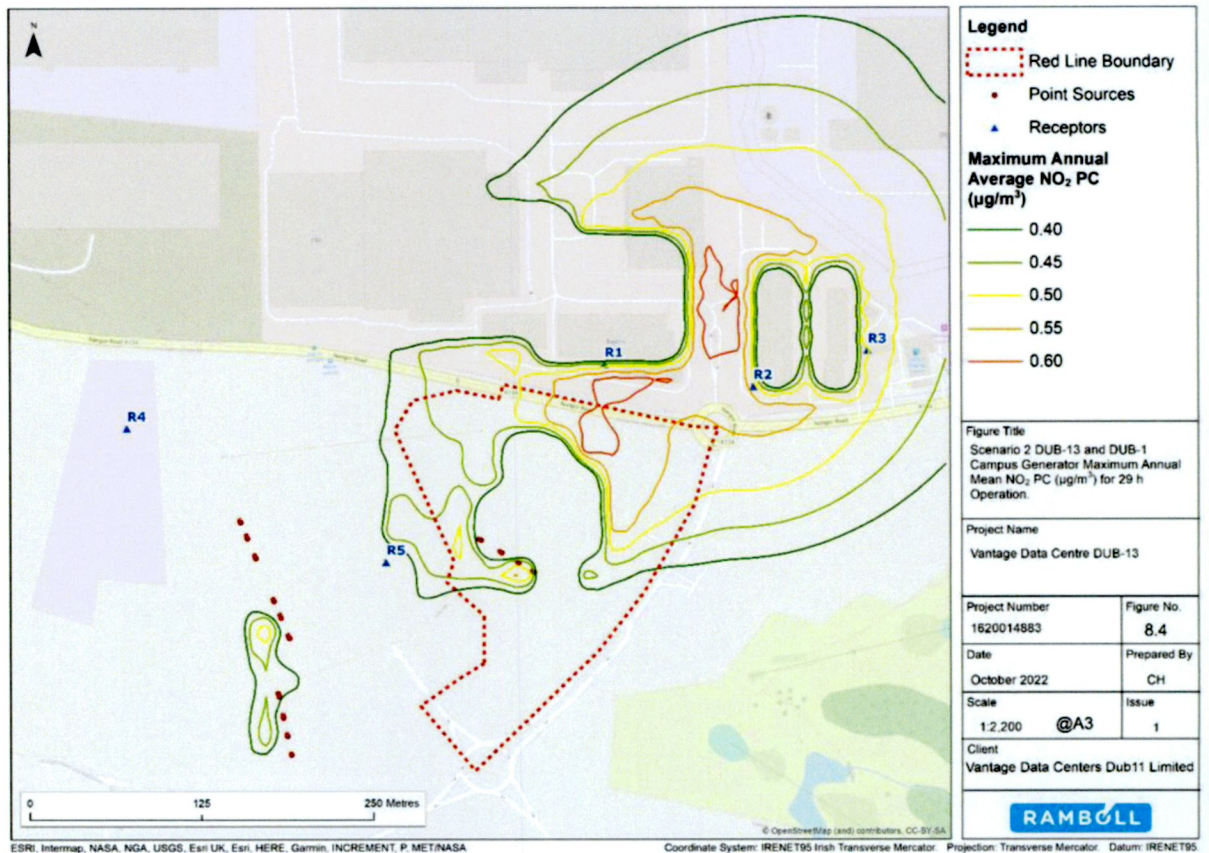 N
R1
R2
R3
R4
R5
0 125 250 Metres
© OpenStreetMap (and) contributors, CC-BY-SA
ESRI, Intermap, NASA, NGA, USGS, Esri UK, Esri, HERE, Garmin, INCREMENT, P, MET/NASA
Coordinate System: IRENET95 Irish Transverse Mercator. Projection: Transverse Mercator. Datum: IRENET95.
Legend
Red Line Boundary
Point Sources
Receptors
Maximum Annual
Average NO₂ PC
(µg/m³)
0.40
0.45
0.50
0.55
0.60
Figure Title
Scenario 2 DUB-13 and DUB-1
Campus Generator Maximum Annual
Mean NO₂ PC (µg/m³) for 29 h
Operation.
Project Name
Vantage Data Centre DUB-13
Project Number Figure No.
1620014883 8.4
Date Prepared By
October 2022 CH
Scale Issue
1:2,200 @A3 1
Client
Vantage Data Centers Dub11 Limited
RAMBOLL